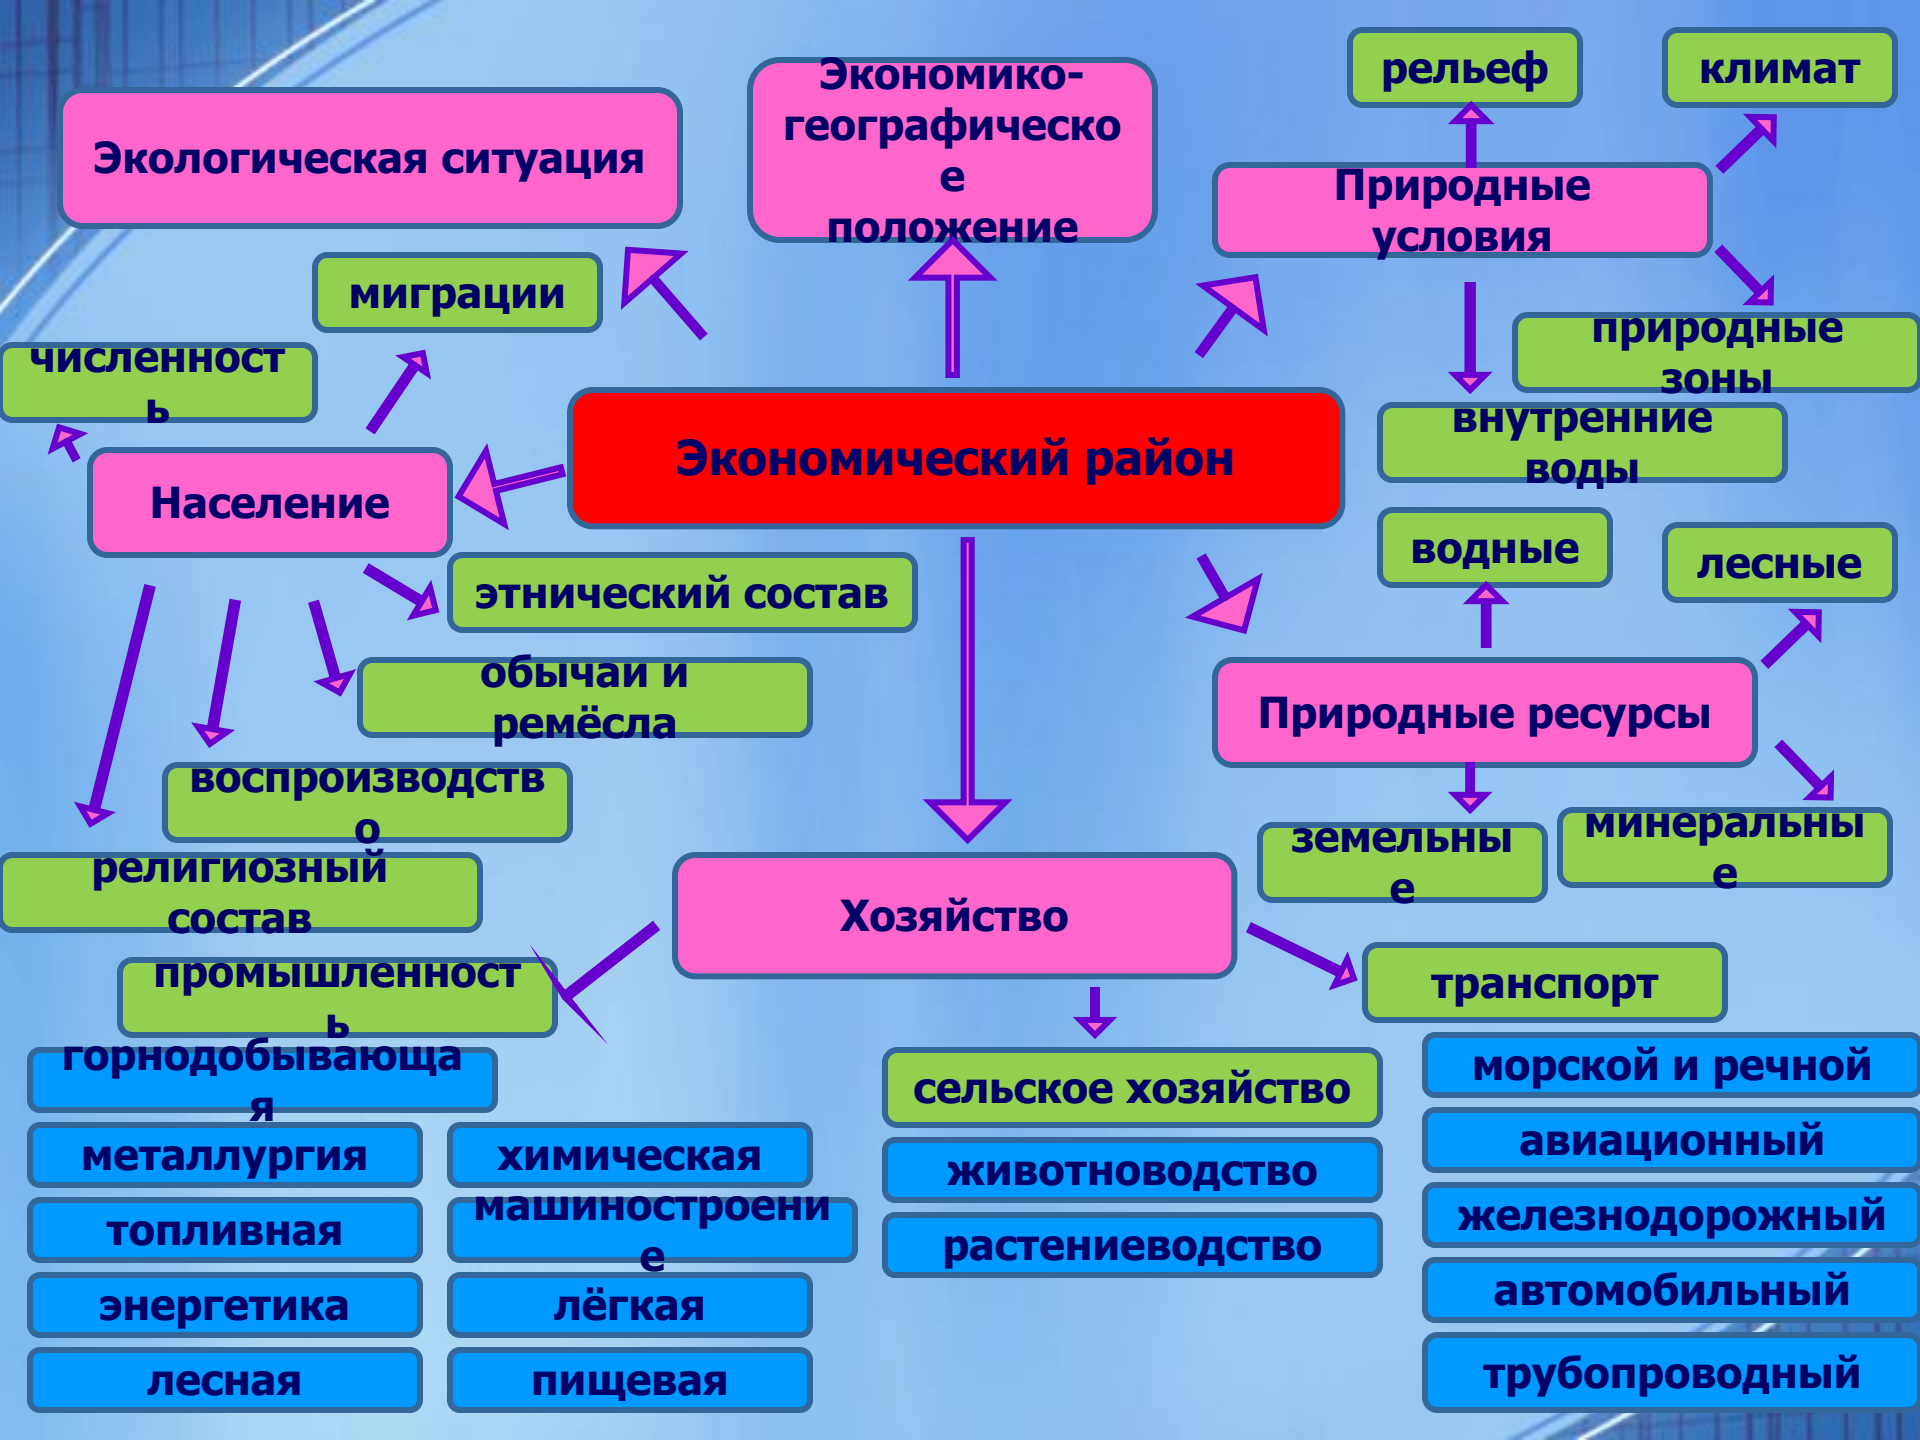 рельеф
климат
Экономико-
географическо
е
положение
Экологическая ситуация
Природные
условия
миграции
численност
ь
природные
зоны
внутренние
воды
Экономический район
Население
водные
лесные
этнический состав
обычаи и
ремёсла
Природные ресурсы
воспроизводств
о
земельны
е
минеральны
е
религиозный
состав
Хозяйство
промышленност
ь
транспорт
горнодобывающа
я
сельское хозяйство
морской и речной
металлургия
химическая
животноводство
авиационный
топливная
машиностроени
е
растениеводство
железнодорожный
энергетика
лёгкая
автомобильный
лесная
пищевая
трубопроводный